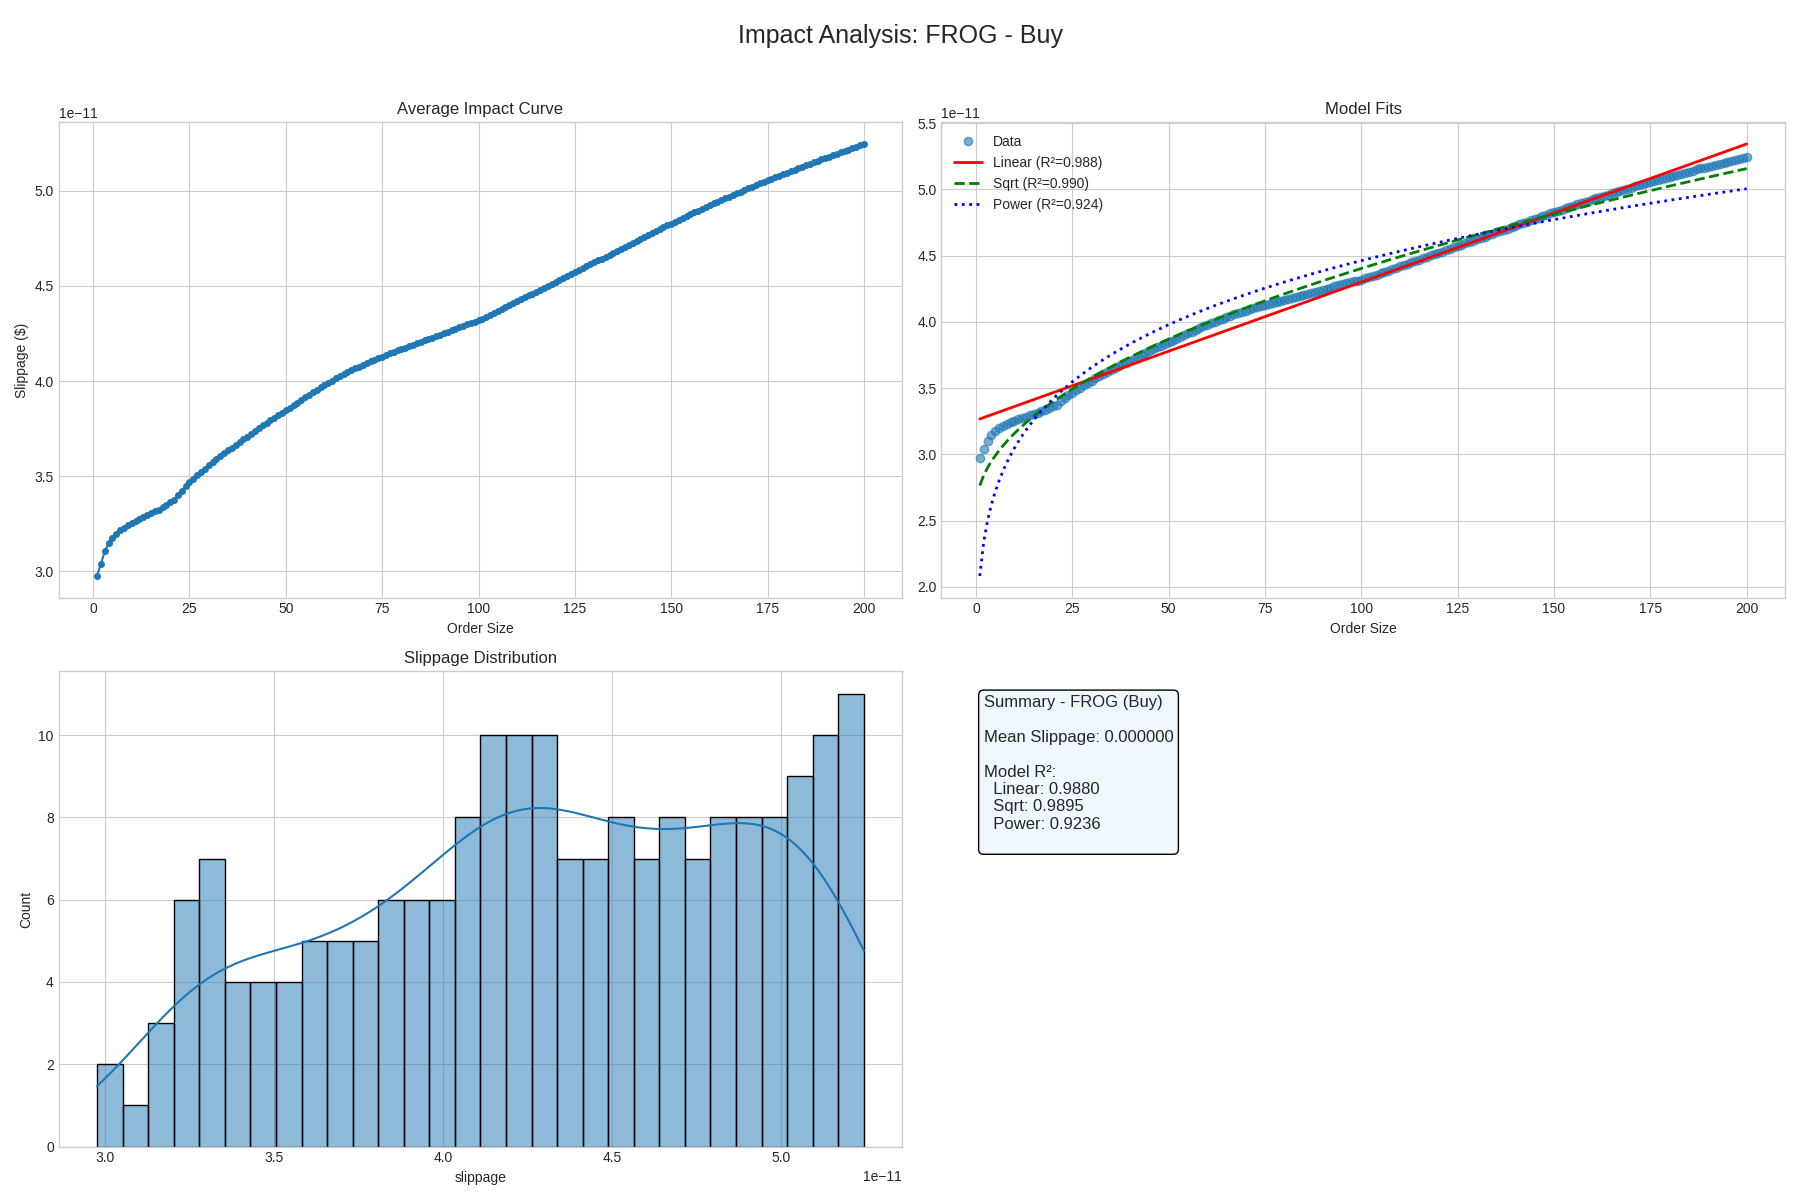 Impact Analysis: FROG - Buy
Average Impact Curve
1e−11
Slippage ($)
5.0
4.5
4.0
3.5
3.0
0 25 50 75 100 125 150 175 200
Order Size
Model Fits
1e−11
Data
Linear (R²=0.988)
Sqrt (R²=0.990)
Power (R²=0.924)
5.5
5.0
4.5
4.0
3.5
3.0
2.5
2.0
0 25 50 75 100 125 150 175 200
Order Size
Slippage Distribution
Count
10
8
6
4
2
0
3.0 3.5 4.0 4.5 5.0
1e−11
slippage
Summary - FROG (Buy)
Mean Slippage: 0.000000
Model R²:
Linear: 0.9880
Sqrt: 0.9895
Power: 0.9236